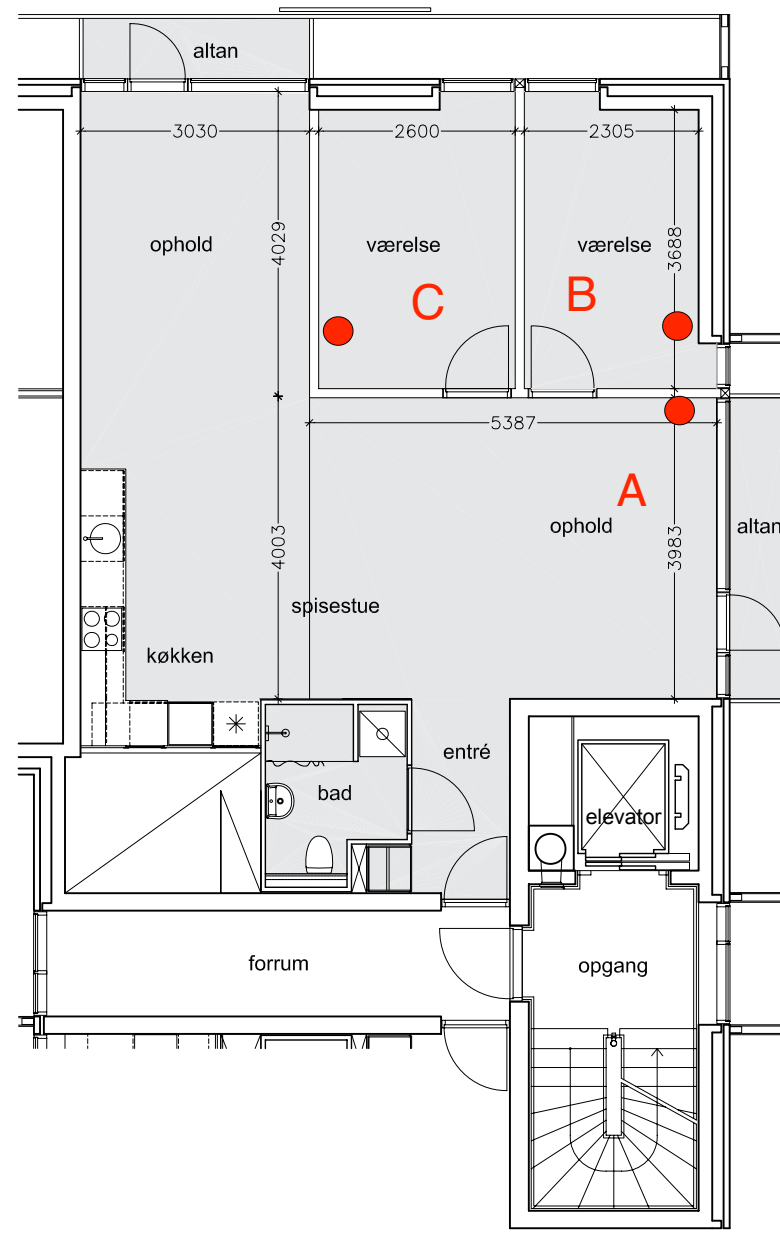 altan
3030
2600
2305
ophold
værelse
værelse
4029
3688
C
B
5387
A
ophold
altan
4003
3983
spisestue
køkken
entré
bad
elevator
forrum
opgang